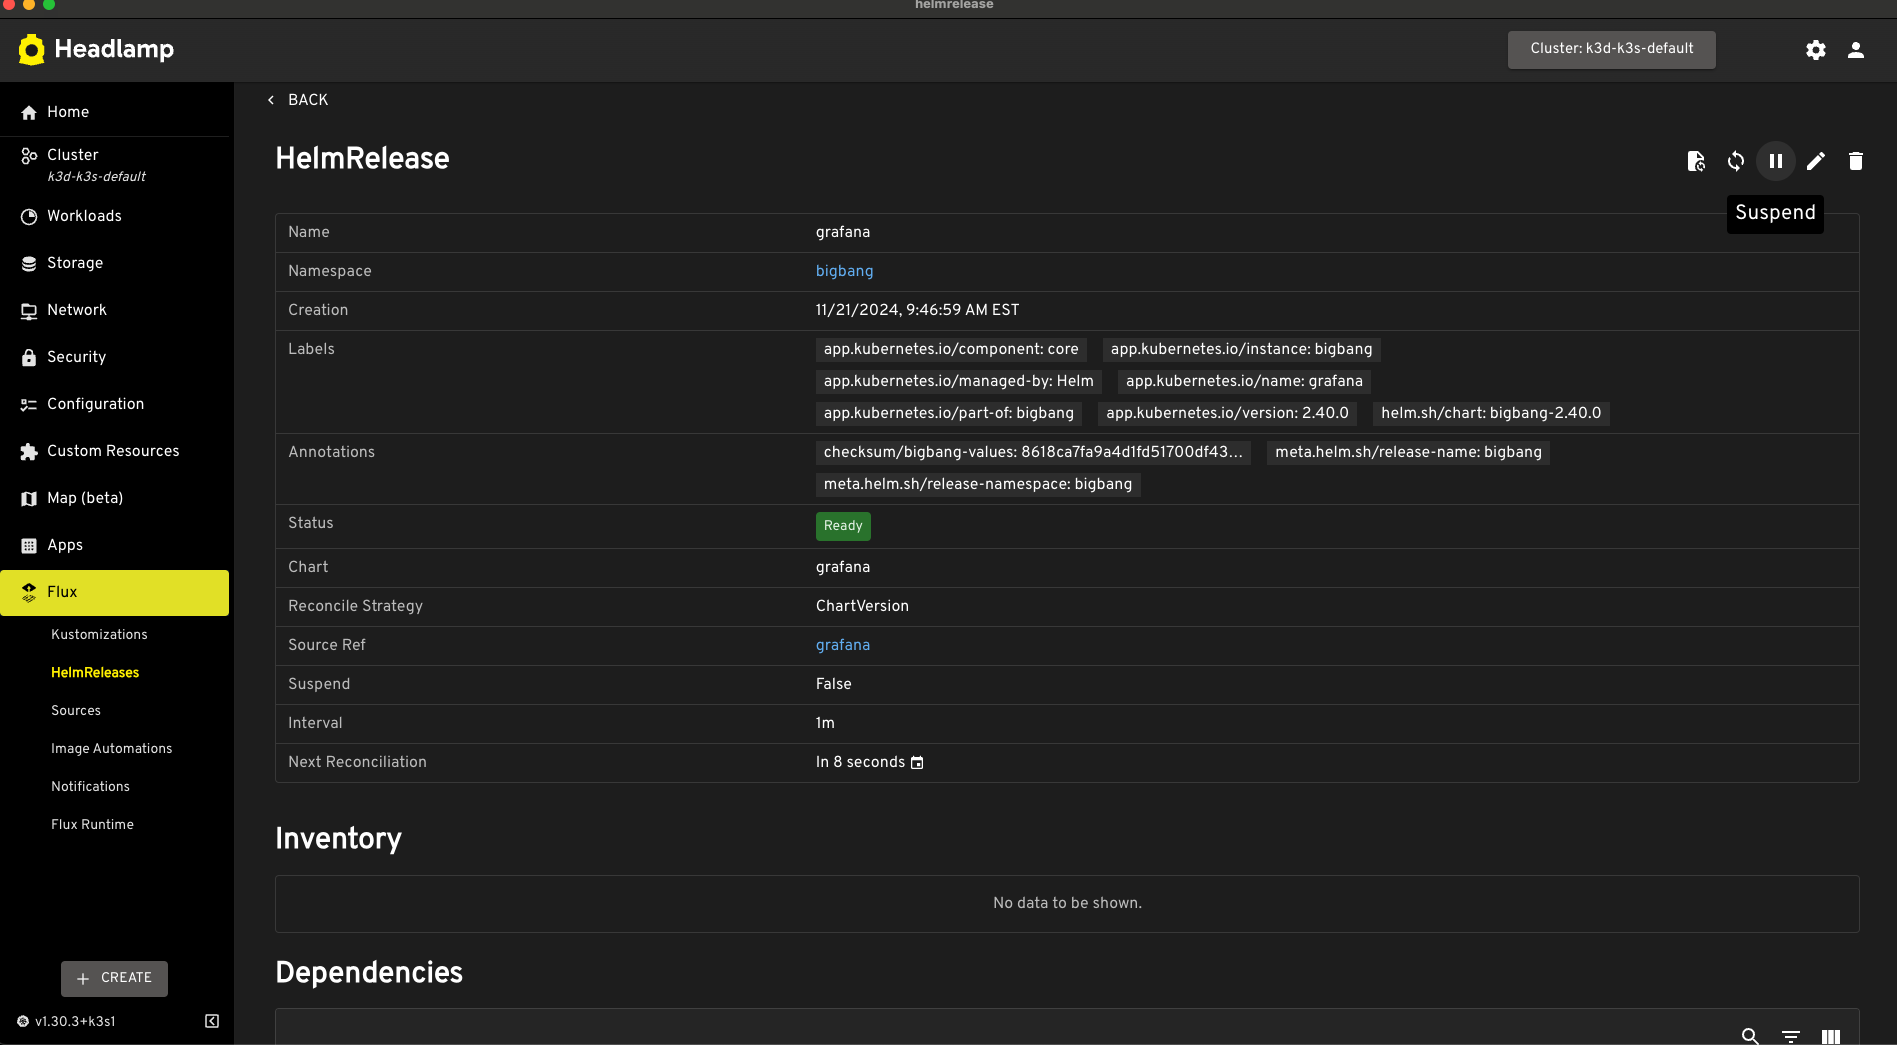 helmrelease
Headlamp
Cluster: k3d-k3s-default
Home
Cluster
k3d-k3s-default
Workloads
Storage
Network
Security
Configuration
Custom Resources
Map (beta)
Apps
Flux
Kustomizations
HelmReleases
Sources
Image Automations
Notifications
Flux Runtime
CREATE
v1.30.3+k3s1
BACK
HelmRelease
Suspend
Name grafana
Namespace bigbang
Creation 11/21/2024, 9:46:59 AM EST
Labels app.kubernetes.io/component: core app.kubernetes.io/instance: bigbang
app.kubernetes.io/managed-by: Helm app.kubernetes.io/name: grafana
app.kubernetes.io/part-of: bigbang app.kubernetes.io/version: 2.40.0 helm.sh/chart: bigbang-2.40.0
Annotations checksum/bigbang-values: 8618ca7fa9a4d1fd51700df43... meta.helm.sh/release-name: bigbang
meta.helm.sh/release-namespace: bigbang
Status Ready
Chart grafana
Reconcile Strategy ChartVersion
Source Ref grafana
Suspend False
Interval 1m
Next Reconciliation In 8 seconds
Inventory
No data to be shown.
Dependencies